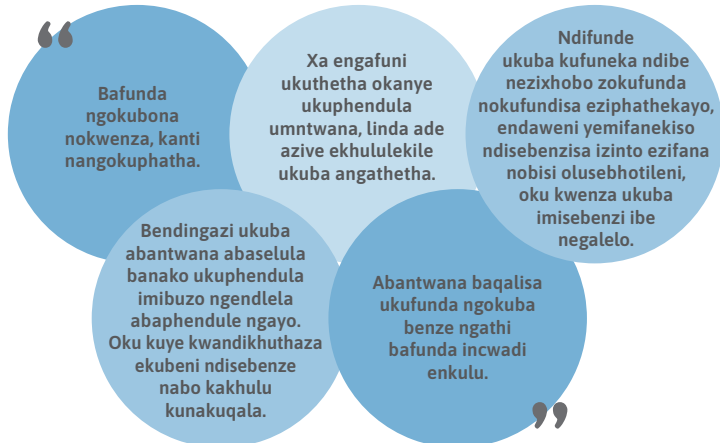 “
Bafunda
ngokubona
nokwenza, kanti
nangokuphatha.
Xa engafuni
ukuthetha okanye
ukuphendula
umntwana, linda ade
azive ekhululekile
ukuba angathetha.
Ndifunde
ukuba kufuneka ndibe
nezixhobo zokufunda
nokufundisa eziphathekayo,
endaweni yemifanekiso
ndisebenzisa izinto ezifana
nobisi olusebhotileni,
oku kwenza ukuba
imisebenzi ibe
negalelo.
Bendingazi ukuba
abantwana abaselula
banako ukuphendula
imibuzo ngendlela
abaphendule ngayo.
Oku kuye kwandikhuthaza
ekubeni ndisebenze
nabo kakhulu
kunakuqala.
Abantwana baqalisa
ukufunda ngokuba
benze ngathi
bafunda incwadi
enkulu.
”